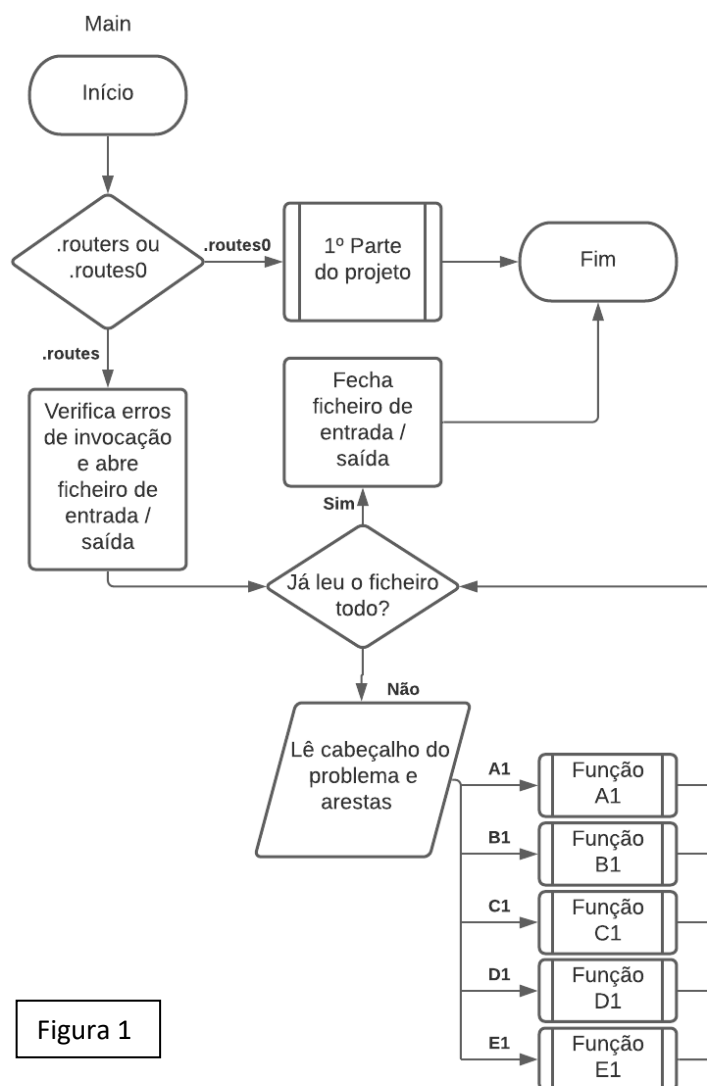 Main
Início
.routers ou
.routes0
.routes0
1º Parte
do projeto
Fim
.routes
Verifica erros
de invocação
e abre
ficheiro de
entrada /
saída
Fecha
ficheiro de
entrada /
saída
Sim
Já leu o ficheiro
todo?
Não
Lê cabeçalho do
problema e
arestas
A1
Função
A1
B1
Função
B1
C1
Função
C1
D1
Função
D1
E1
Função
E1
Figura 1